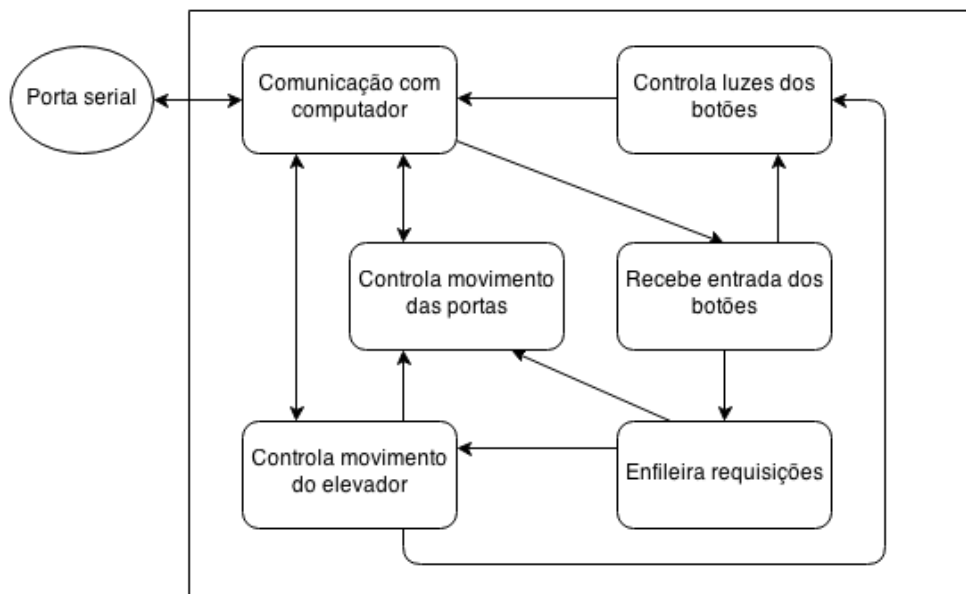 Porta serial
Comunicação com
computador
Controla luzes dos
botões
Controla movimento
das portas
Recebe entrada dos
botões
Controla movimento
do elevador
Enfileira requisições